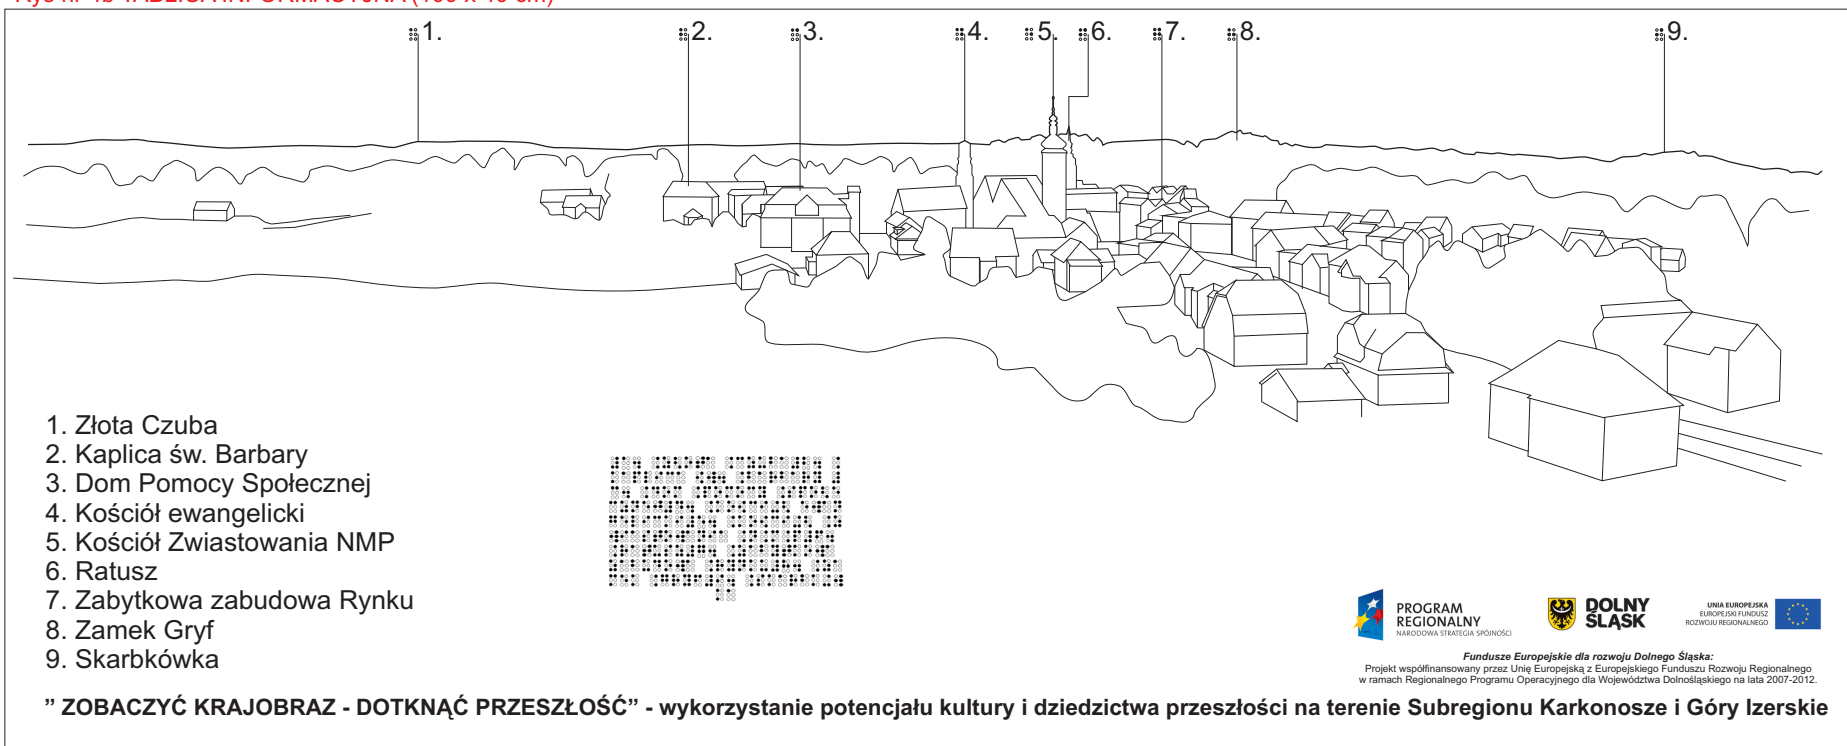 1.
2.
3.
4.
5.
6.
7.
8.
9.
1. Złota Czuba
2. Kaplica św. Barbary
3. Dom Pomocy Społecznej
4. Kościół ewangelicki
5. Kościół Zwiastowania NMP
6. Ratusz
7. Zabytkowa zabudowa Rynku
8. Zamek Gryf
9. Skarbkówka
PROGRAM
REGIONALNY
NARODOWA STRATEGIA SPÓJNOŚCI
DOLNY
ŚLĄSK
UNIA EUROPEJSKA
EUROPEJSKI FUNDUSZ
ROZWOJU REGIONALNEGO
Fundusze Europejskie dla rozwoju Dolnego Śląska:
Projekt współfinansowany przez Unię Europejską z Europejskiego Funduszu Rozwoju Regionalnego
w ramach Regionalnego Programu Operacyjnego dla Województwa Dolnośląskiego na lata 2007-2012.
” ZOBACZYĆ KRAJOBRAZ - DOTKNĄĆ PRZESZŁOŚĆ” - wykorzystanie potencjału kultury i dziedzictwa przeszłości na terenie Subregionu Karkonosze i Góry Izerskie